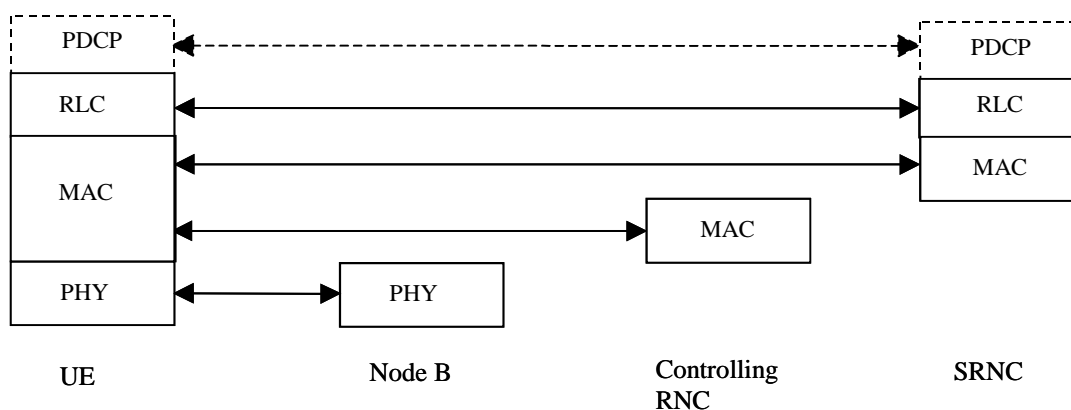 PDCP
PDCP
RLC
RLC
MAC
MAC
MAC
PHY
PHY
UE
Node B
Controlling
RNC
SRNC